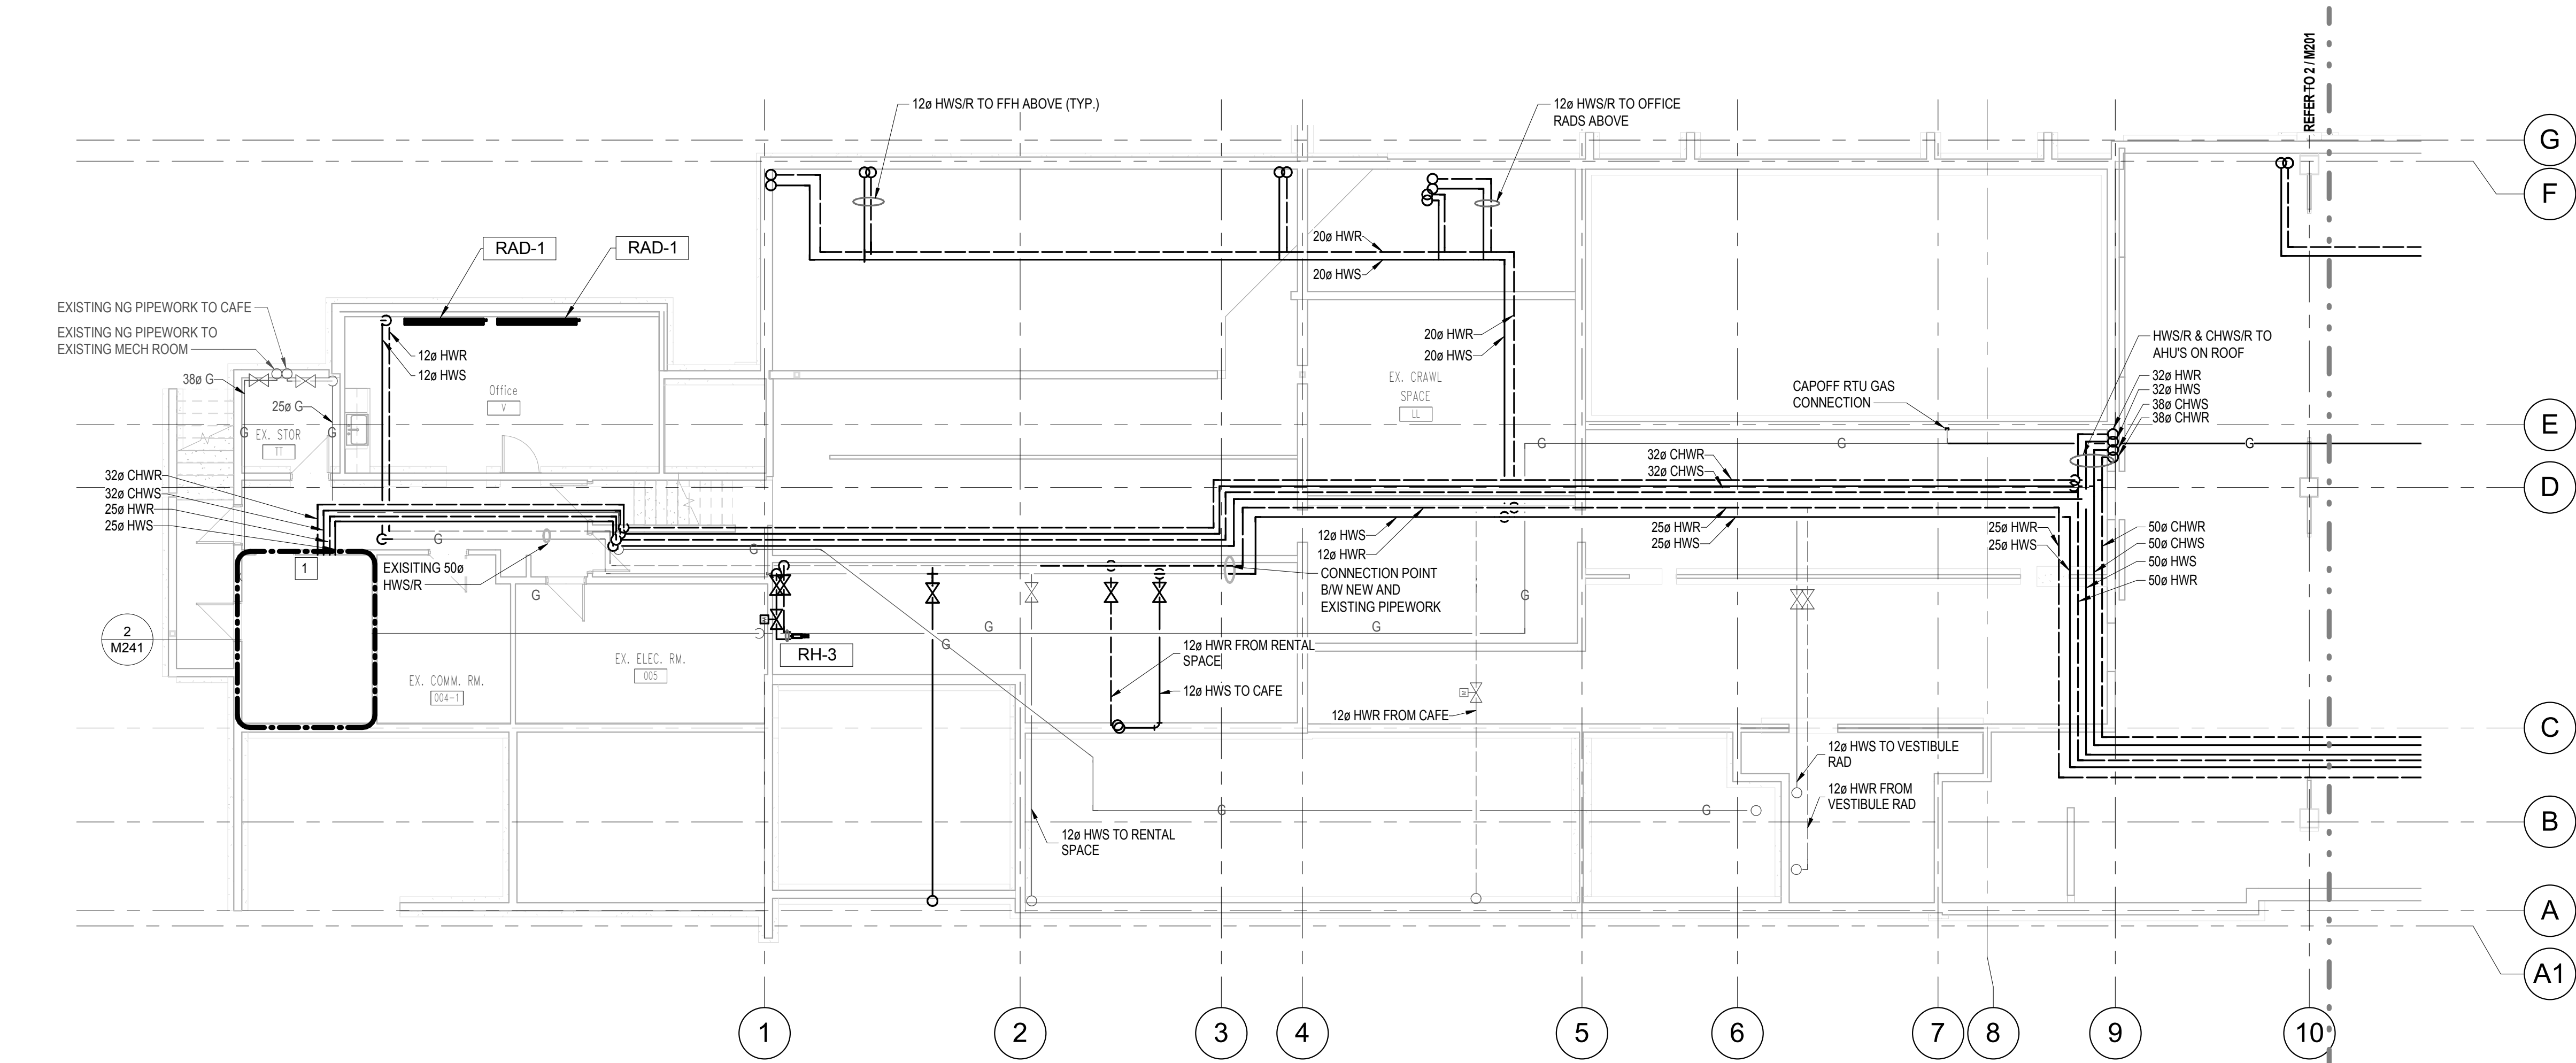 REFER TO 2 / M201
12ø HWS/R TO FFH ABOVE (TYP.)
12ø HWS/R TO OFFICE
RADS ABOVE
G
F
20ø HWR
20ø HWS
RAD-1
RAD-1
EXISTING NG PIPEWORK TO CAFE
EXISTING NG PIPEWORK TO
EXISTING MECH ROOM
12ø HWR
12ø HWS
20ø HWR
20ø HWS
HWS/R & CHWS/R TO
AHU'S ON ROOF
38ø G
25ø G
Office
V
EX. CRAWL
SPACE
LL
CAPOFF RTU GAS
CONNECTION
32ø HWR
32ø HWS
38ø CHWS
38ø CHWR
E
G
G
EX. STOR
TT
G
G
G
32ø CHWR
32ø CHWS
25ø HWR
25ø HWS
32ø CHWR
32ø CHWS
D
12ø HWS
12ø HWR
25ø HWR
25ø HWS
25ø HWR
25ø HWS
50ø CHWR
50ø CHWS
50ø HWS
50ø HWR
G
G
1
EXISITING 50ø
HWS/R
CONNECTION POINT
B/W NEW AND
EXISTING PIPEWORK
G
G
2
M241
G
G
G
RH-3
12ø HWR FROM RENTAL
SPACE
EX. ELEC. RM.
005
EX. COMM. RM.
004-1
12ø HWS TO CAFE
12ø HWR FROM CAFE
C
12ø HWS TO VESTIBULE
RAD
12ø HWR FROM
VESTIBULE RAD
G
G
B
12ø HWS TO RENTAL
SPACE
A
A1
1
2
3
4
5
6
7
8
9
10